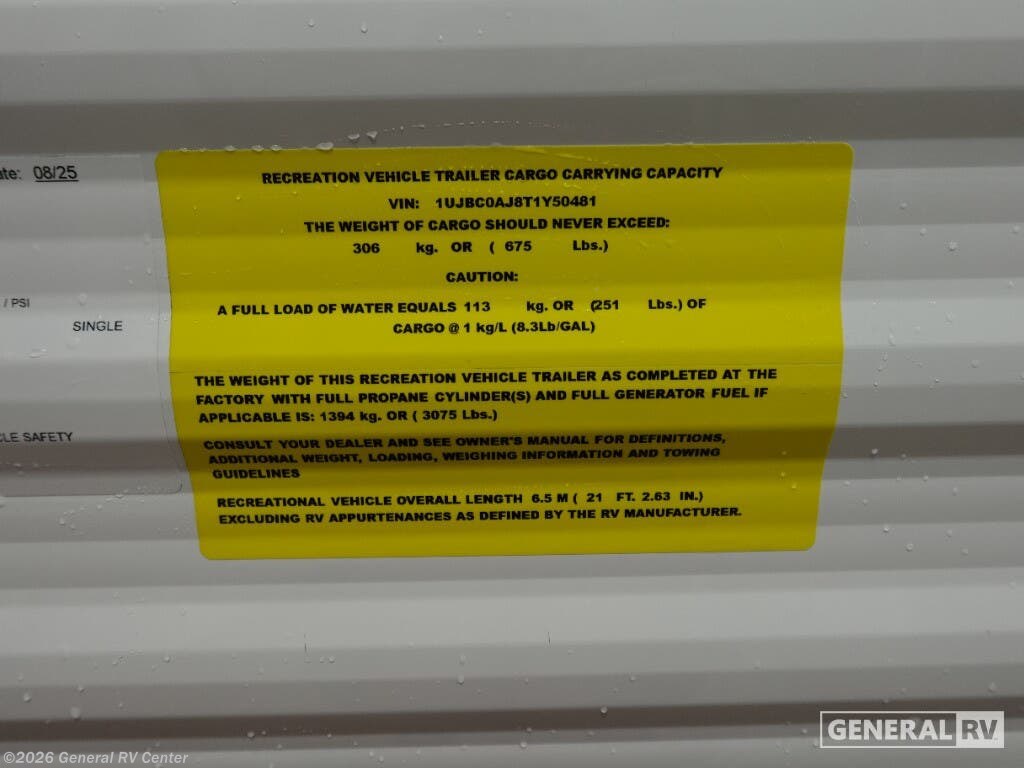 ate: 08/25
RECREATION VEHICLE TRAILER CARGO CARRYING CAPACITY
VIN: 1UJBC0AJ8T1Y50481
THE WEIGHT OF CARGO SHOULD NEVER EXCEED:
306 kg. OR ( 675 Lbs.)
CAUTION:
A FULL LOAD OF WATER EQUALS 113 kg. OR (251 Lbs.) OF
CARGO @ 1 kg/L (8.3Lb/GAL)
/ PSI
SINGLE
THE WEIGHT OF THIS RECREATION VEHICLE TRAILER AS COMPLETED AT THE
FACTORY WITH FULL PROPANE CYLINDER(S) AND FULL GENERATOR FUEL IF
APPLICABLE IS: 1394 kg. OR ( 3075 Lbs.)
CLE SAFETY
CONSULT YOUR DEALER AND SEE OWNER'S MANUAL FOR DEFINITIONS,
ADDITIONAL WEIGHT, LOADING, WEIGHING INFORMATION AND TOWING
GUIDELINES
RECREATIONAL VEHICLE OVERALL LENGTH 6.5 M ( 21 FT. 2.63 IN.)
EXCLUDING RV APPURTENANCES AS DEFINED BY THE RV MANUFACTURER.
GENERAL RV
©2026 General RV Center